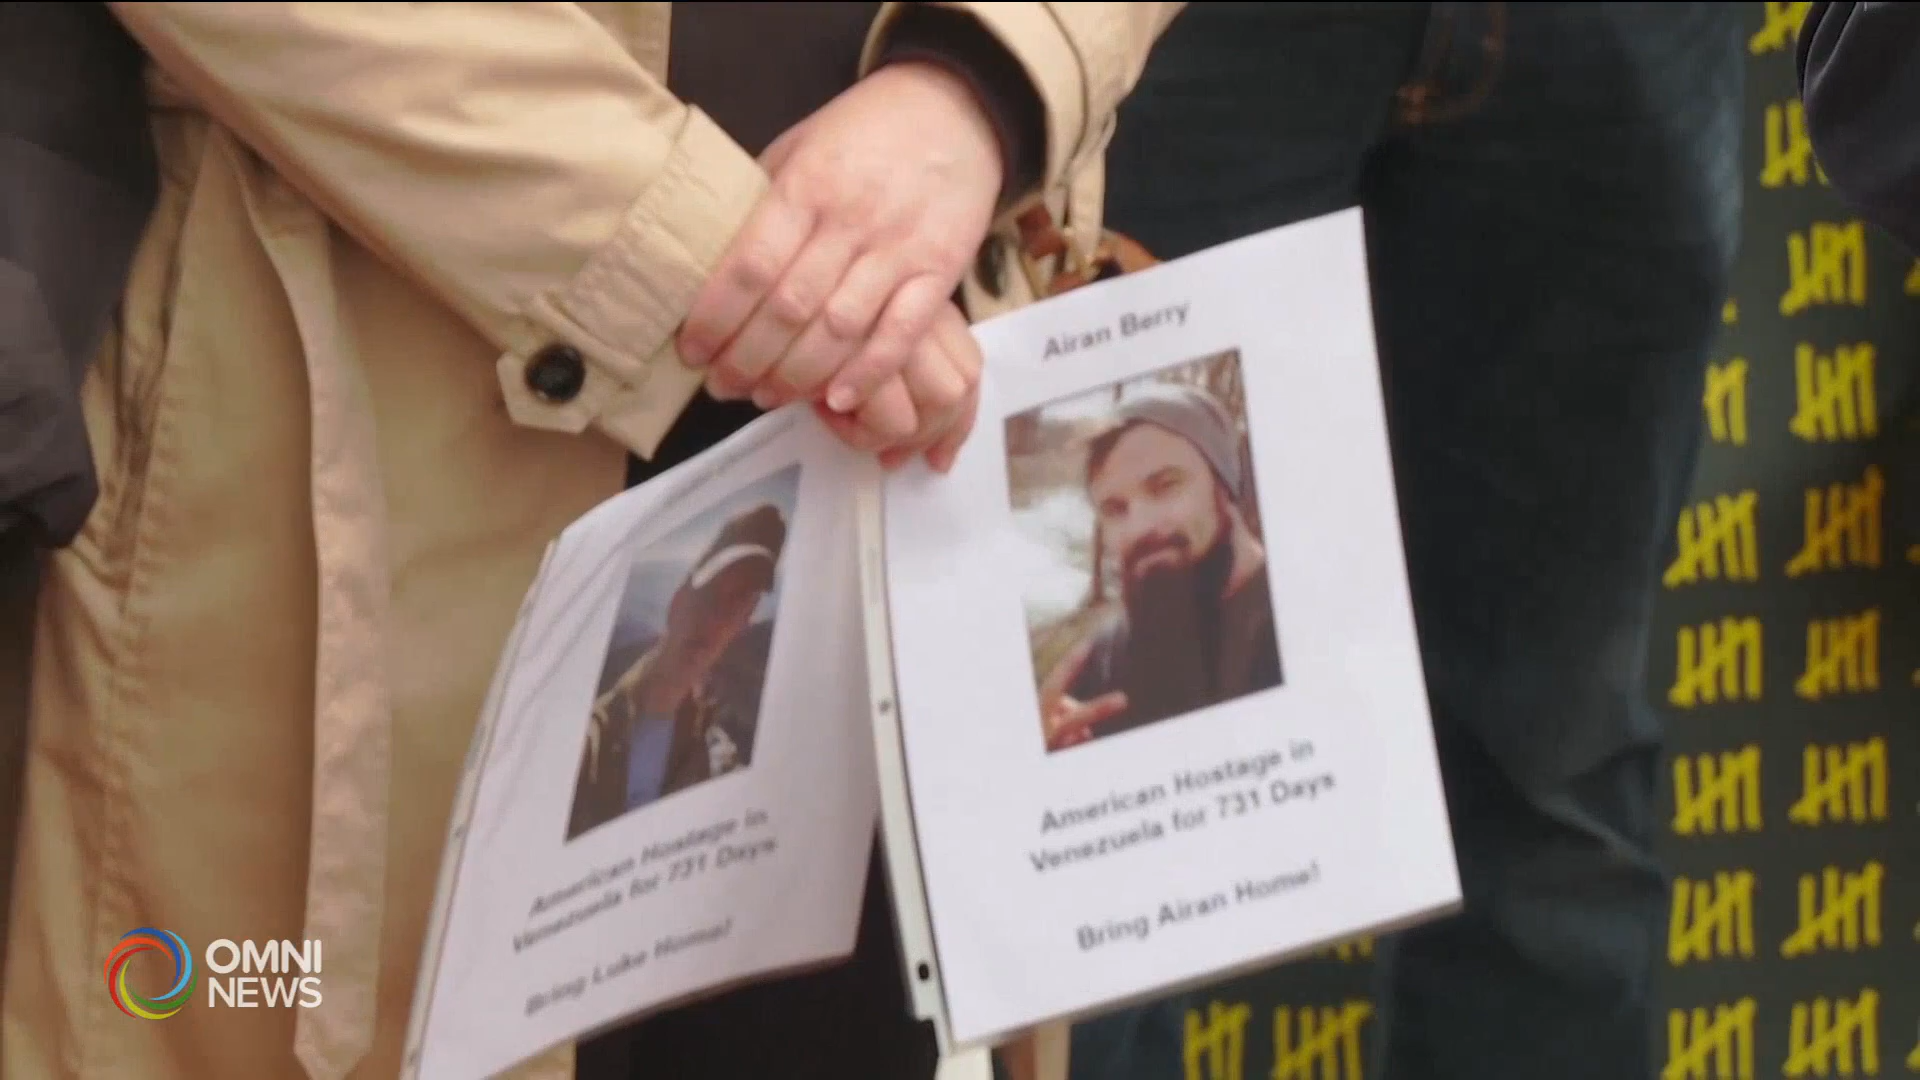 Airan Berry
American Hostage in
Venezuela for 731 Days
Bring Airan Home!
American Hostage in
Venezuela for 731 Days
Bring Luke Home!
OMNI
NEWS